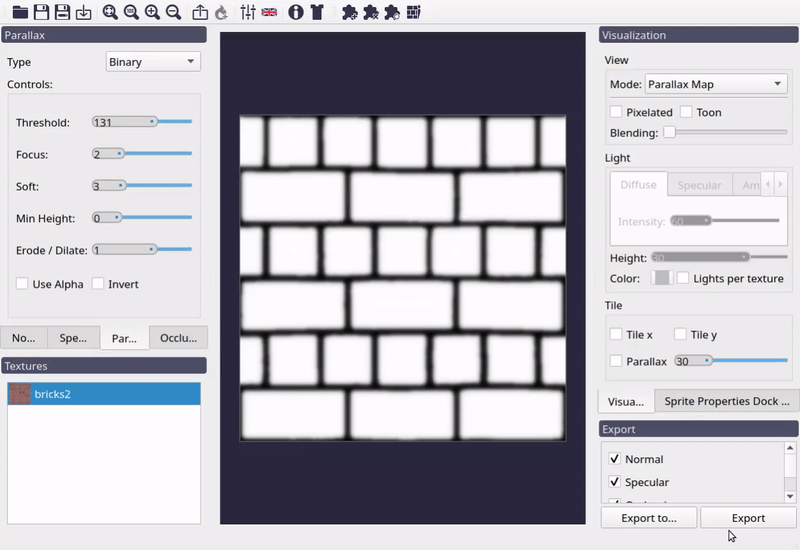 Parallax
Type
Binary
Controls:
Threshold:
131
Focus:
2
Soft:
3
Min Height:
0
Erode / Dilate:
1
Use Alpha
Invert
No...
Spe...
Par...
Occlu...
Textures
bricks2
Visualization
View
Mode:
Parallax Map
Pixelated
Toon
Blending:
Light
Diffuse
Specular
Am
Intensity:
60
Height:
30
Color:
Lights per texture
Tile
Tile x
Tile y
Parallax
30
Visua...
Sprite Properties Dock ...
Export
Normal
Specular
Export to...
Export